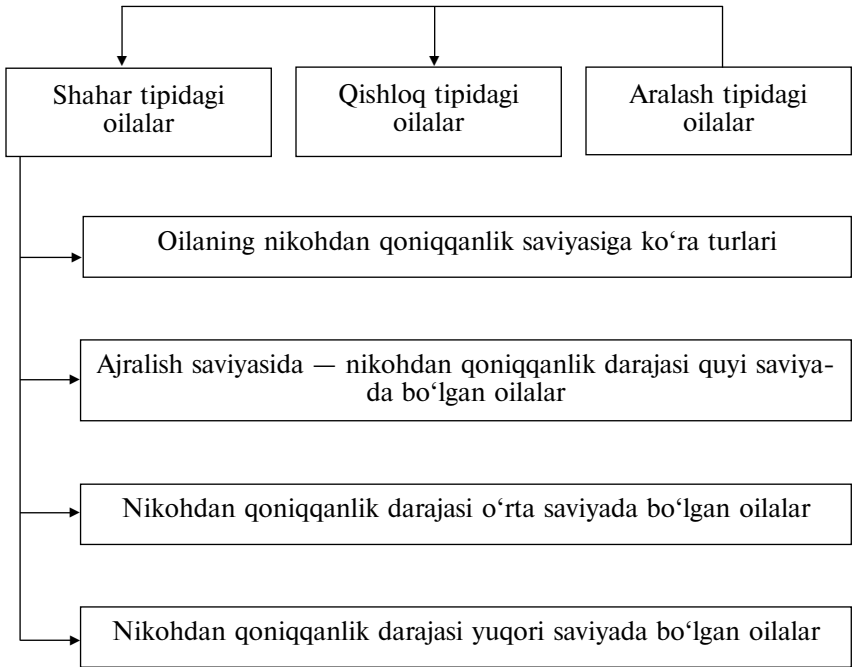 Shahar tipidagi
oilalar
Qishloq tipidagi
oilalar
Aralash tipidagi
oilalar
Oilaning nikohdan qoniqqanlik saviyasiga ko‘ra turlari
Ajralish saviyasida — nikohdan qoniqqanlik darajasi quyi saviya-
da bo‘lgan oilalar
Nikohdan qoniqqanlik darajasi o‘rta saviyada bo‘lgan oilalar
Nikohdan qoniqqanlik darajasi yuqori saviyada bo‘lgan oilalar